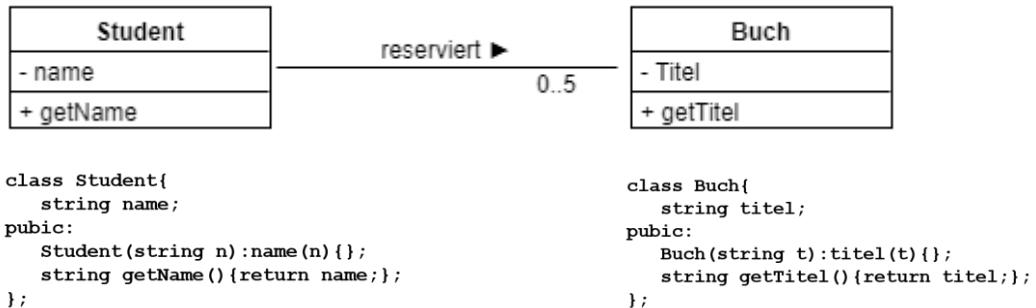 Student
- name
+ getName
reserviert ►
0..5
Buch
- Titel
+ getTitel
class Student{
string name;
pubic:
Student(string n):name(n){};
string getName(){return name;};
};
class Buch{
string titel;
pubic:
Buch(string t):titel(t){};
string getTitel(){return titel;};
};